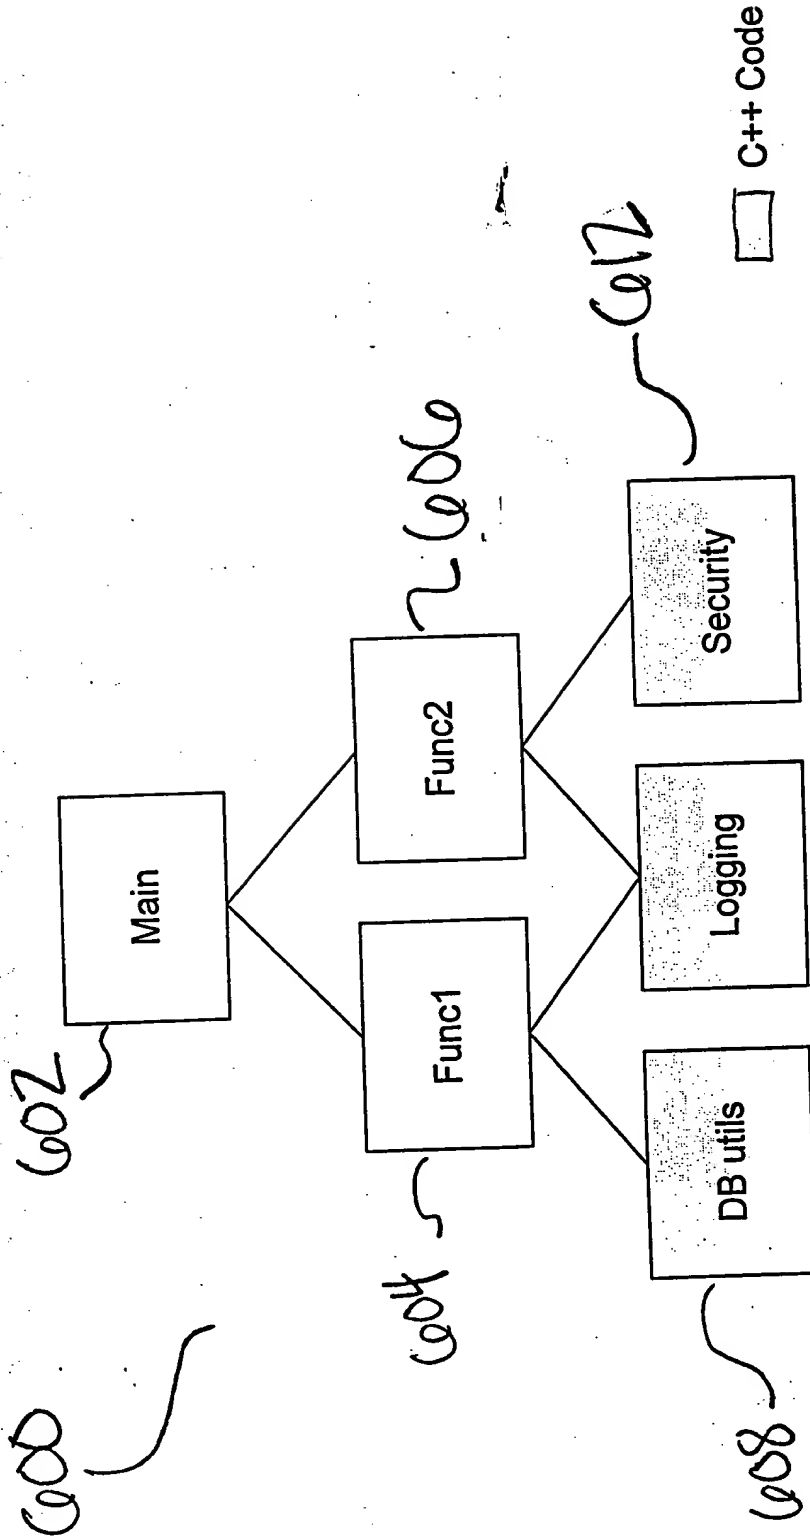 600
602
Main
604
Func1
Func2
606
608
DB utils
Logging
Security
612
C++ Code